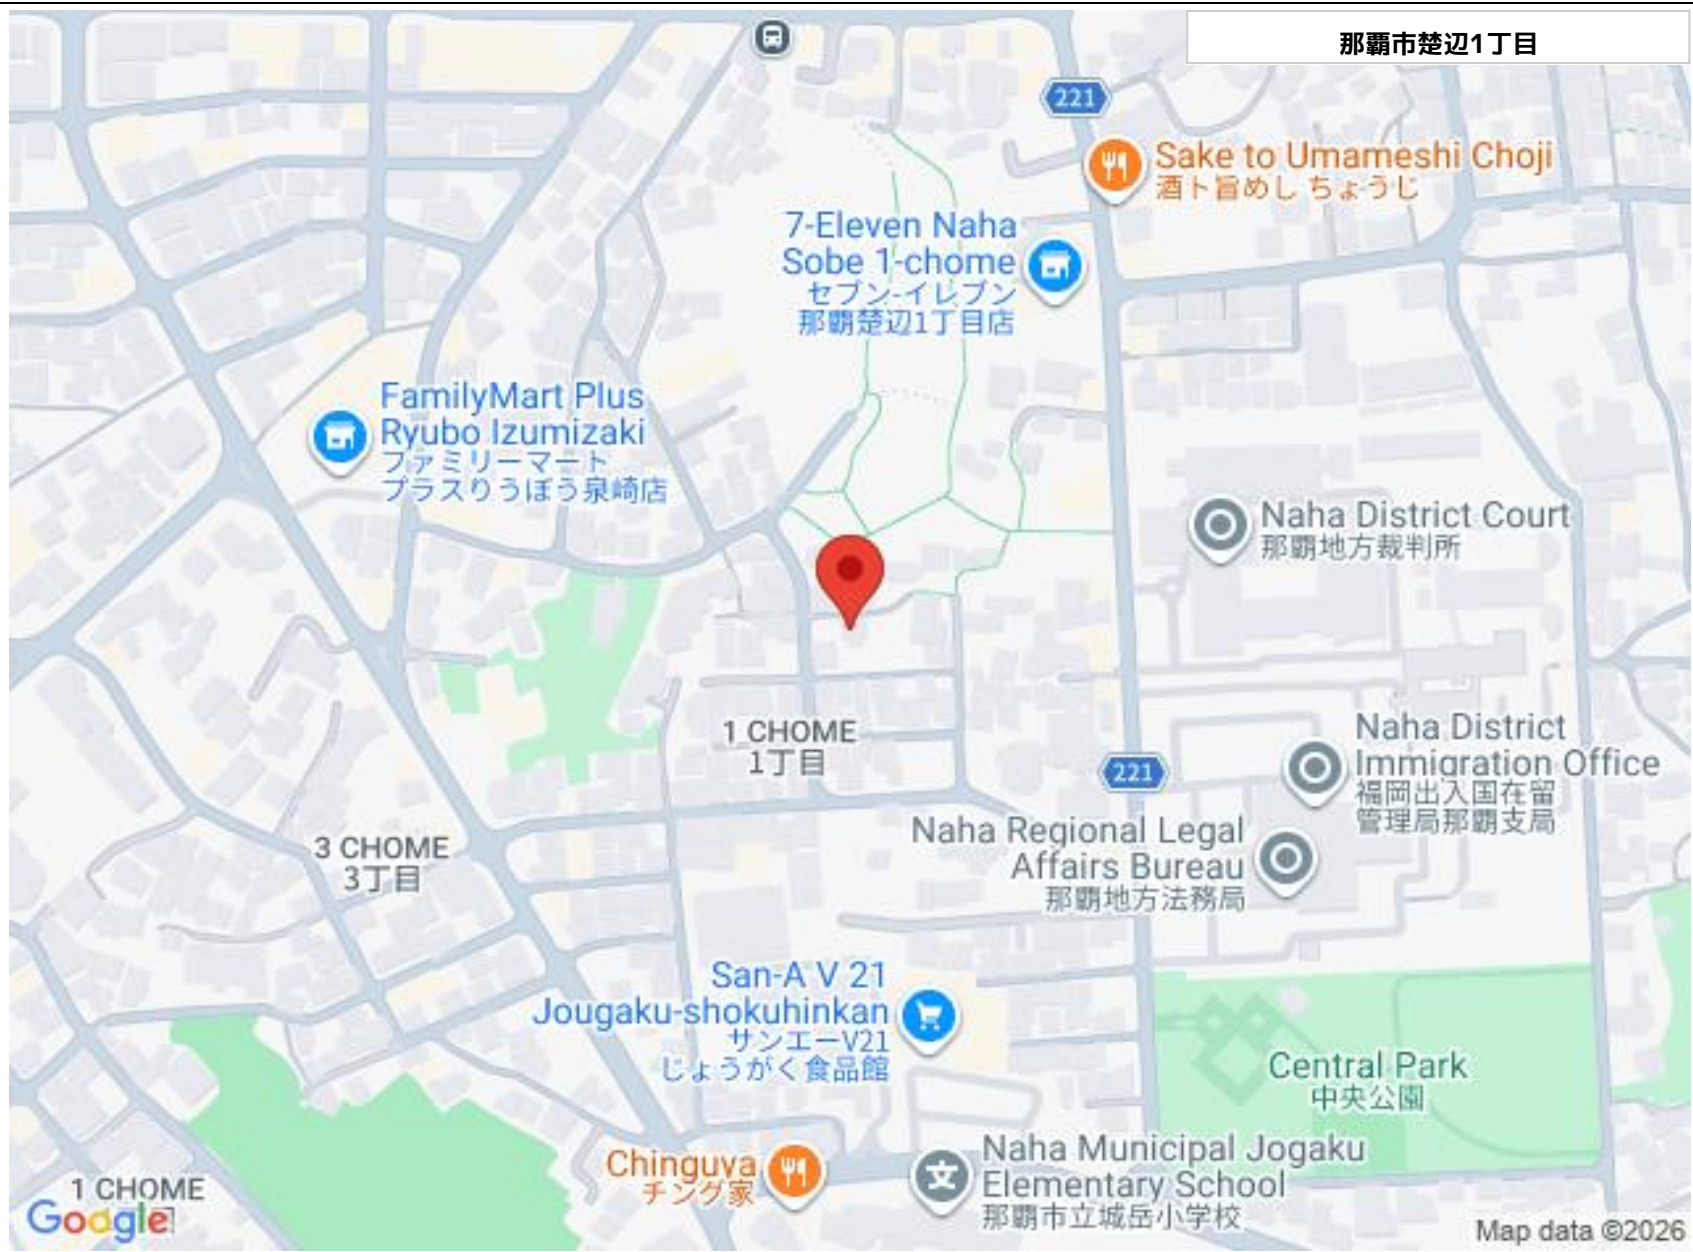 那覇市楚辺1丁目
221
Sake to Umameshi Choji
酒ト旨めし ちょうじ
7-Eleven Naha
Sobe 1-chome
セブン-イレブン
那覇楚辺1丁目店
FamilyMart Plus
Ryubo Izumizaki
ファミリーマート
プラスりうぼう泉崎店
Naha District Court
那覇地方裁判所
1 CHOME
1丁目
Naha District
Immigration Office
福岡出入国在留
管理局那覇支局
221
Naha Regional Legal
Affairs Bureau
那覇地方法務局
3 CHOME
3丁目
San-A V 21
Jougaku-shokuhinkan
サンエーV21
じょうがく食品館
Central Park
中央公園
Chinguya
チング家
文
Naha Municipal Jogaku
Elementary School
那覇市立城岳小学校
1 CHOME
Google
Map data ©2026